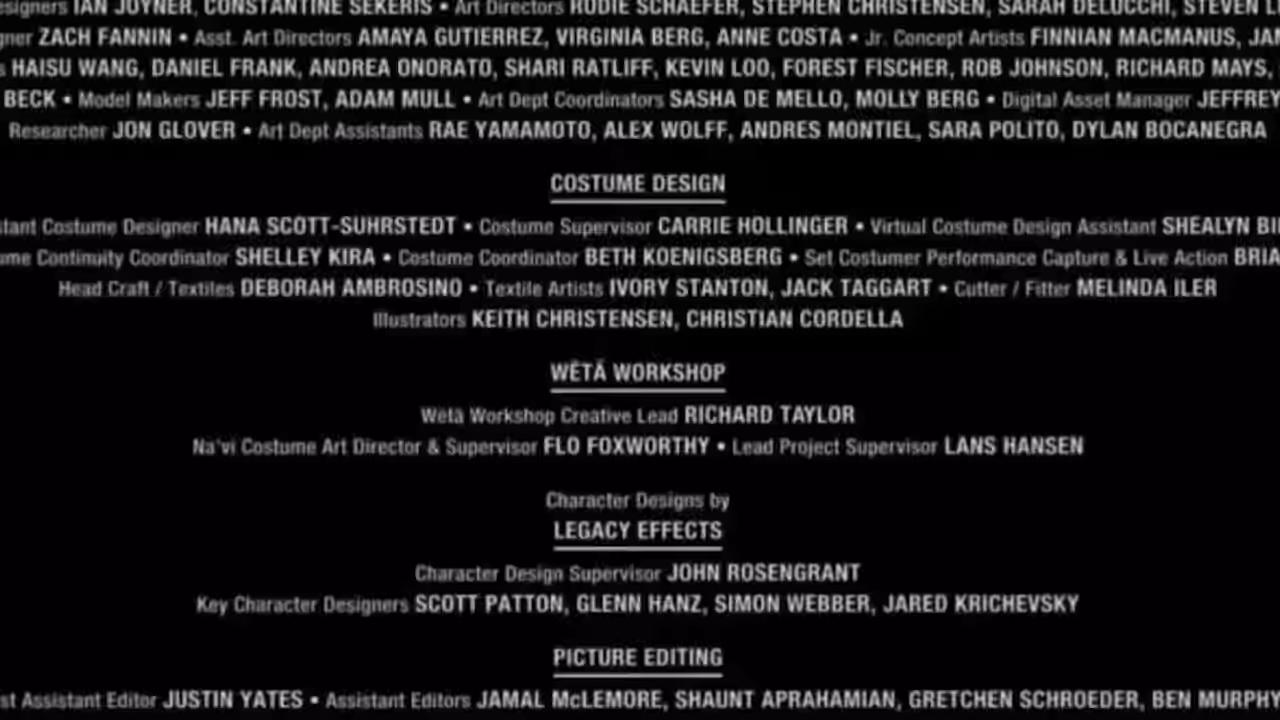 IAN JOYNER, CONSTANTINE SEKERIS • Art Directors RODIE SCHAEFER, STEPHEN CHRISTENSEN, SARAH DELUCCHI, STEVEN
ZACH FANNIN • Asst. Art Directors AMAYA GUTIERREZ, VIRGINIA BERG, ANNE COSTA • Jr. Concept Artists FINNIAN MACMANUS,
HAISU WANG, DANIEL FRANK, ANDREA ONORATO, SHARI RATLIFF, KEVIN LOO, FOREST FISCHER, ROB JOHNSON, RICHARD MAYS,
BECK • Model Makers JEFF FROST, ADAM MULL • Art Dept Coordinators SASHA DE MELLO, MOLLY BERG • Digital Asset Manager JEFFREY
Researcher JON GLOVER • Art Dept Assistants RAE YAMAMOTO, ALEX WOLFF, ANDRES MONTIEL, SARA POLITO, DYLAN BOCANEGRA
COSTUME DESIGN
Costume Designer HANA SCOTT-SUHRSTEDT • Costume Supervisor CARRIE HOLLINGER • Virtual Costume Design Assistant SHEALYN
Continuity Coordinator SHELLEY KIRA • Costume Coordinator BETH KOENIGSBERG • Set Costumer Performance Capture & Live Action
Head Craft / Textiles DEBORAH AMBROSINO • Textile Artists IVORY STANTON, JACK TAGGART • Cutter / Fitter MELINDA ILER
Illustrators KEITH CHRISTENSEN, CHRISTIAN CORDELLA
WĒTĀ WORKSHOP
Wētā Workshop Creative Lead RICHARD TAYLOR
Na'vi Costume Art Director & Supervisor FLO FOXWORTHY • Lead Project Supervisor LANS HANSEN
Character Designs by
LEGACY EFFECTS
Character Design Supervisor JOHN ROSENGRANT
Key Character Designers SCOTT PATTON, GLENN HANZ, SIMON WEBBER, JARED KRICHEVSKY
PICTURE EDITING
Assistant Editor JUSTIN YATES • Assistant Editors JAMAL McLEMORE, SHAUNT APRAHAMIAN, GRETCHEN SCHROEDER, BEN MURPHY